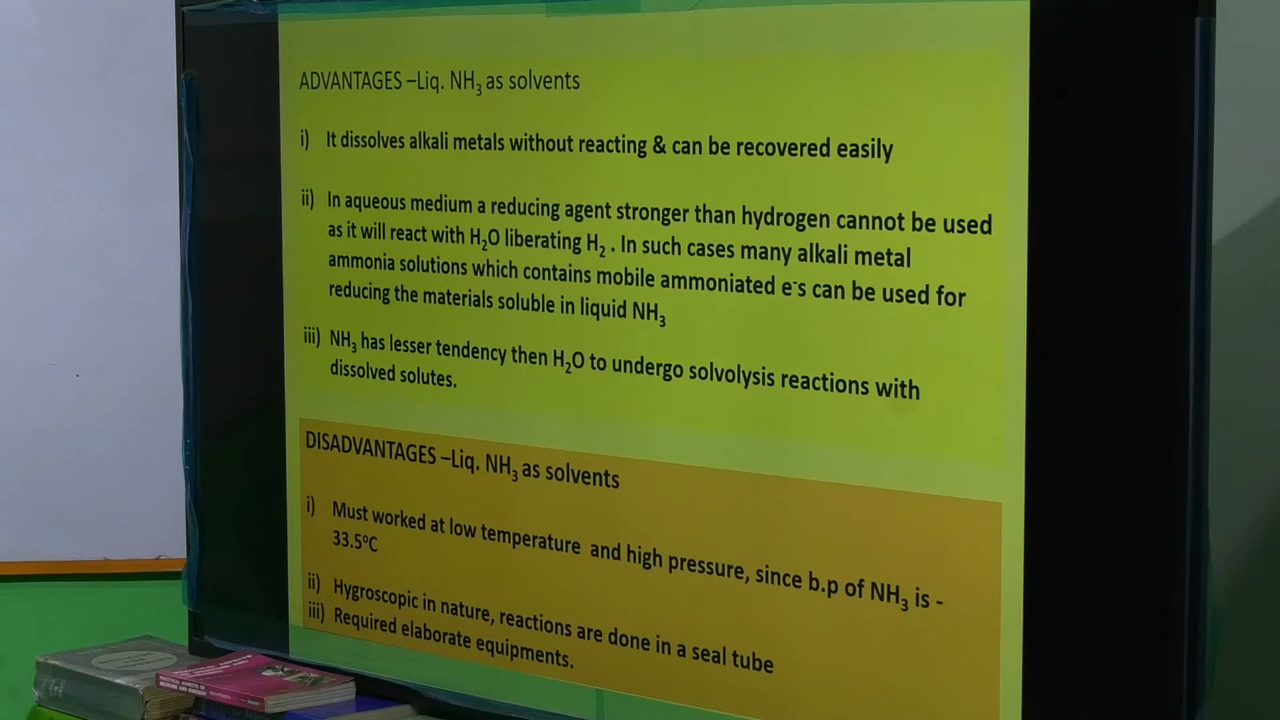 ADVANTAGES –Liq. NH₃ as solvents
i) It dissolves alkali metals without reacting & can be recovered easily
ii) In aqueous medium a reducing agent stronger than hydrogen cannot be used
as it will react with H₂O liberating H₂ . In such cases many alkali metal
ammonia solutions which contains mobile ammoniated e⁻s can be used for
reducing the materials soluble in liquid NH₃
iii) NH₃ has lesser tendency then H₂O to undergo solvolysis reactions with
dissolved solutes.
DISADVANTAGES –Liq. NH₃ as solvents
i) Must worked at low temperature and high pressure, since b.p of NH₃ is -
33.5ºC
ii) Hygroscopic in nature, reactions are done in a seal tube
iii) Required elaborate equipments.
PRACTICAL ASPECTS OF